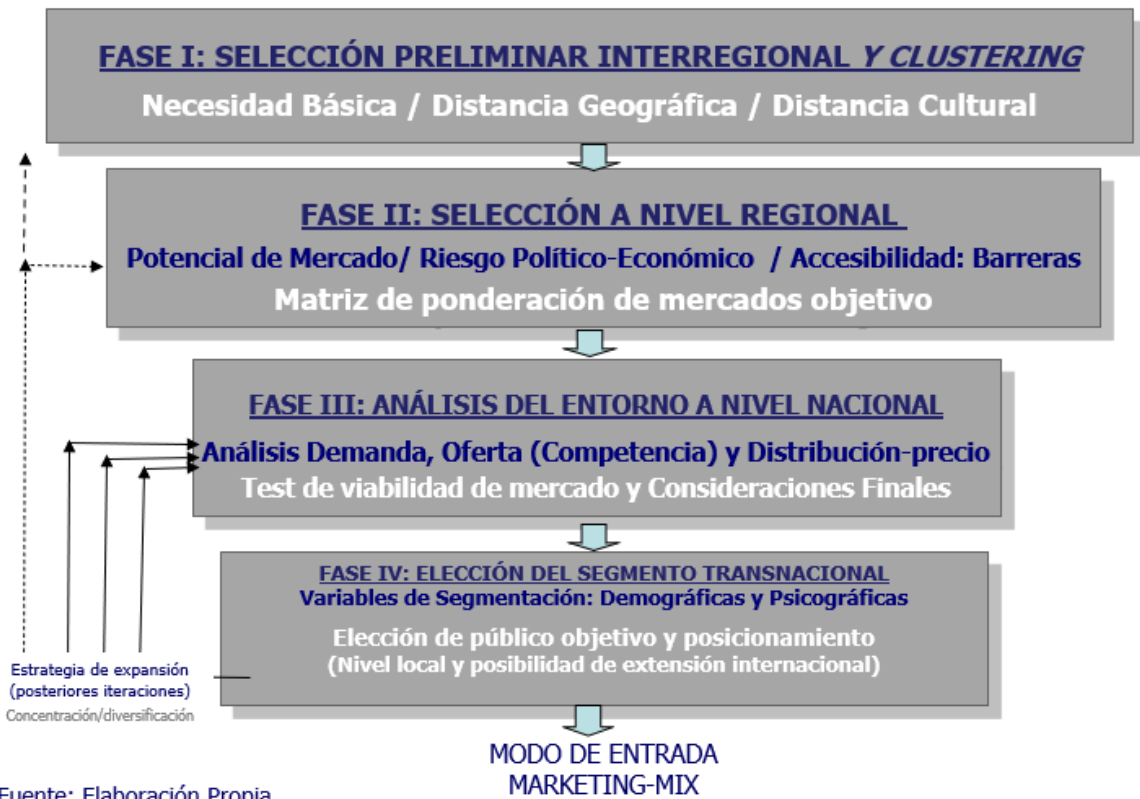 FASE I: SELECCIÓN PRELIMINAR INTERREGIONAL Y CLUSTERING
Necesidad Básica / Distancia Geográfica / Distancia Cultural
FASE II: SELECCIÓN A NIVEL REGIONAL
Potencial de Mercado/ Riesgo Político-Económico / Accesibilidad: Barreras
Matriz de ponderación de mercados objetivo
FASE III: ANÁLISIS DEL ENTORNO A NIVEL NACIONAL
Análisis Demanda, Oferta (Competencia) y Distribución-precio
Test de viabilidad de mercado y Consideraciones Finales
FASE IV: ELECCIÓN DEL SEGMENTO TRANSNACIONAL
Variables de Segmentación: Demográficas y Psicográficas
Elección de público objetivo y posicionamiento
(Nivel local y posibilidad de extensión internacional)
Estrategia de expansión
(posteriores iteraciones)
Concentración/diversificación
MODO DE ENTRADA
MARKETING-MIX
Fuente: Elaboración Propia